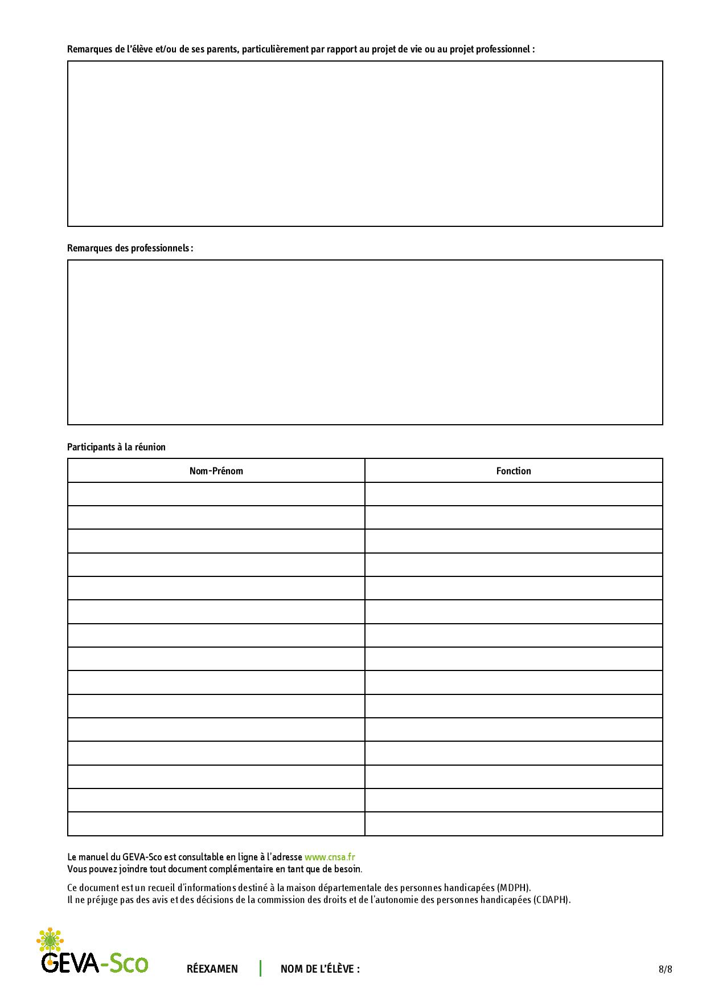 Remarques de l’élève et/ou de ses parents, particulièrement par rapport au projet de vie ou au projet professionnel :
Remarques des professionnels :
Participants à la réunion
Nom-Prénom Fonction
Le manuel du GEVA-Sco est consultable en ligne à l’adresse www.cnsa.fr
Vous pouvez joindre tout document complémentaire en tant que de besoin.
Ce document est un recueil d’informations destiné à la maison départementale des personnes handicapées (MDPH).
Il ne préjuge pas des avis et des décisions de la commission des droits et de l’autonomie des personnes handicapées (CDAPH).
GEVA-Sco RÉEXAMEN NOM DE L’ÉLÈVE : 8/8